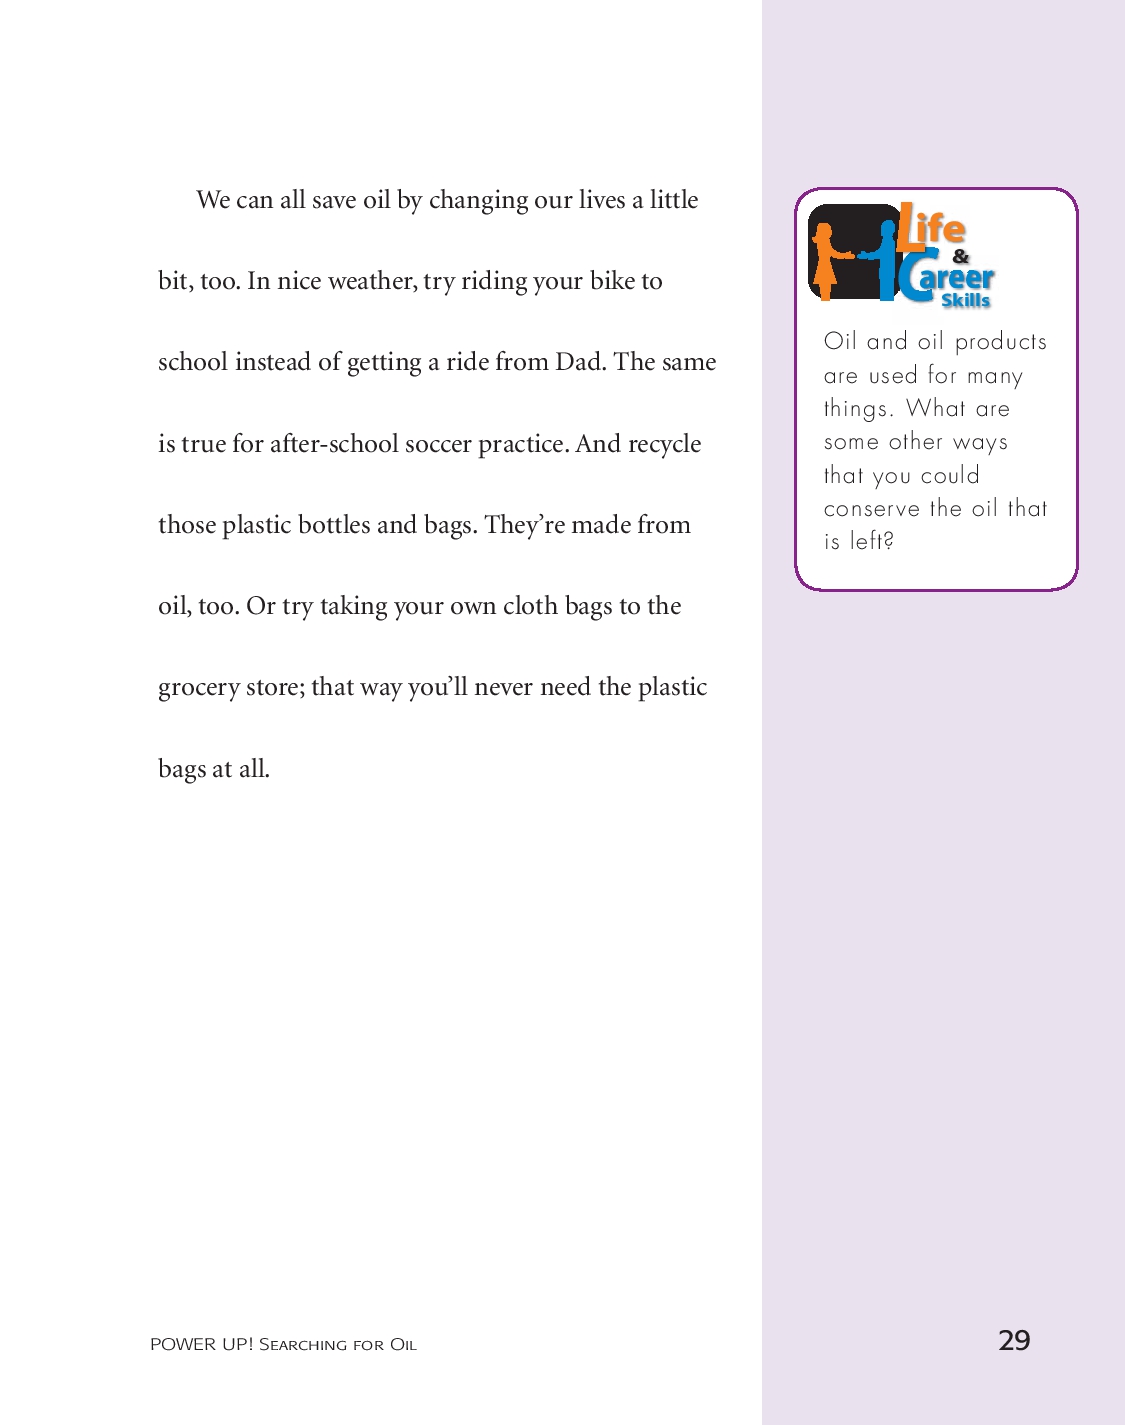 We can all save oil by changing our lives a little
bit, too. In nice weather, try riding your bike to
school instead of getting a ride from Dad. The same
is true for after-school soccer practice. And recycle
those plastic bottles and bags. They’re made from
oil, too. Or try taking your own cloth bags to the
grocery store; that way you’ll never need the plastic
bags at all.
Life
&
Career
Skills
Oil and oil products
are used for many
things. What are
some other ways
that you could
conserve the oil that
is left?
POWER UP! Searching for Oil
29